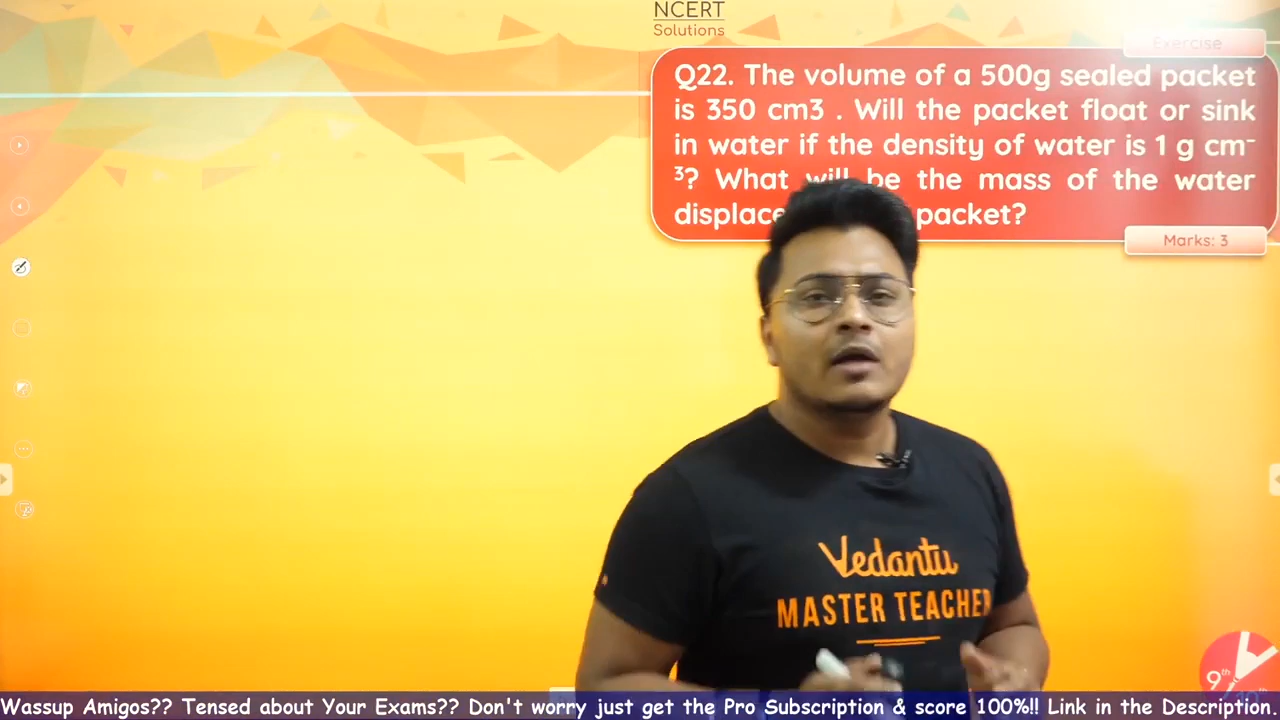 NCERT
Solutions
Exercise
Q22. The volume of a 500g sealed packet
is 350 cm3 . Will the packet float or sink
in water if the density of water is 1 g cm⁻
³? What will be the mass of the water
displace packet?
Marks: 3
Vedantu
MASTER TEACHER
9th
Wassup Amigos?? Tensed about Your Exams?? Don't worry just get the Pro Subscription & score 100%!! Link in the Description.